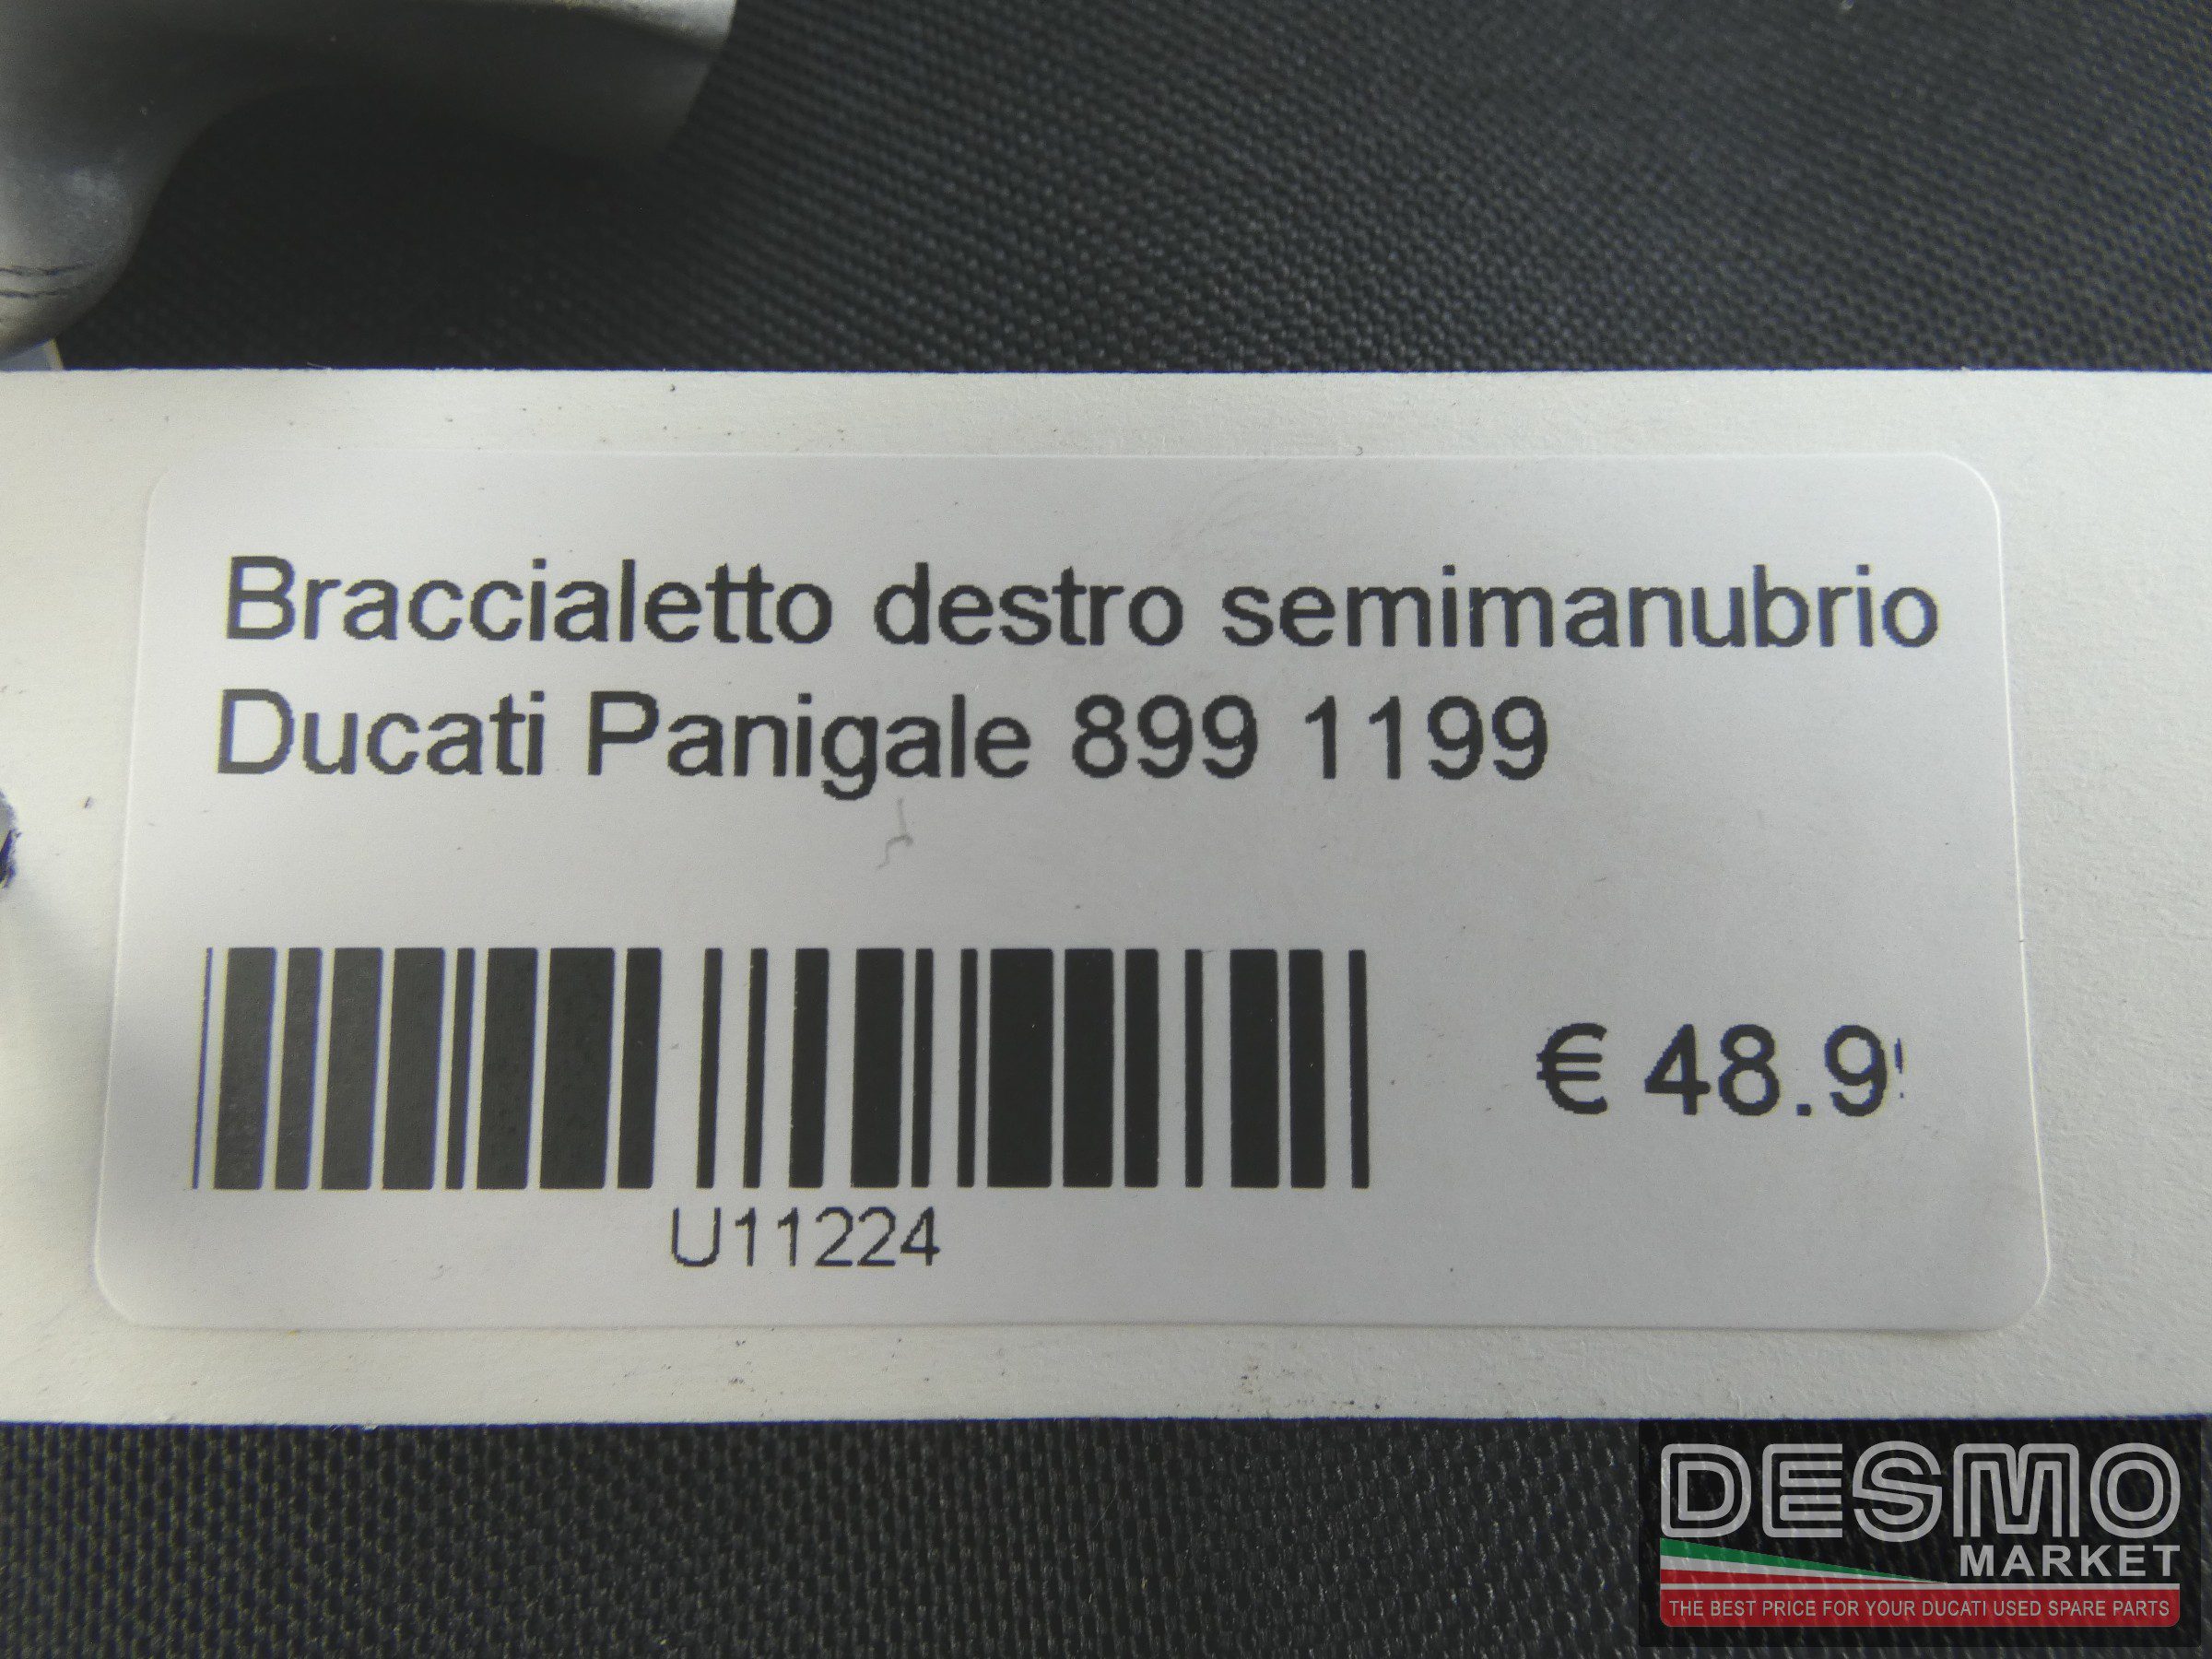 Braccialetto destro semimanubrio
Ducati Panigale 899 1199
€ 48.9
U11224
DESMO
MARKET
THE BEST PRICE FOR YOUR DUCATI USED SPARE PARTS